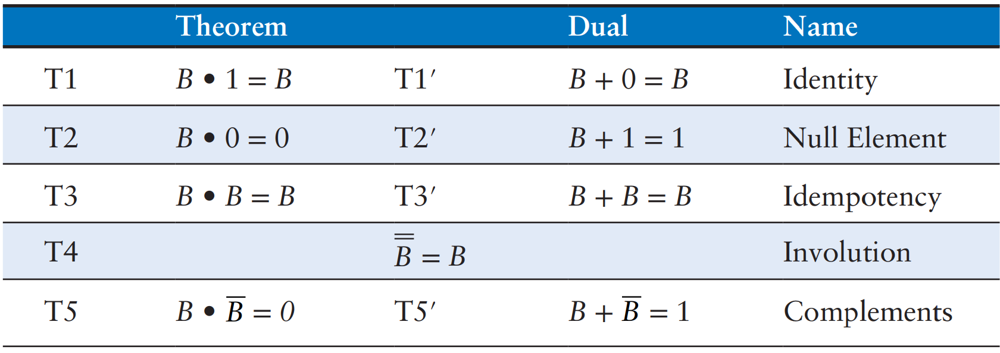 Theorem Dual Name
T1 B • 1 = B T1′ B + 0 = B Identity
T2 B • 0 = 0 T2′ B + 1 = 1 Null Element
T3 B • B = B T3′ B + B = B Idempotency
T4 B̿ = B Involution
T5 B • B̅ = 0 T5′ B + B̅ = 1 Complements